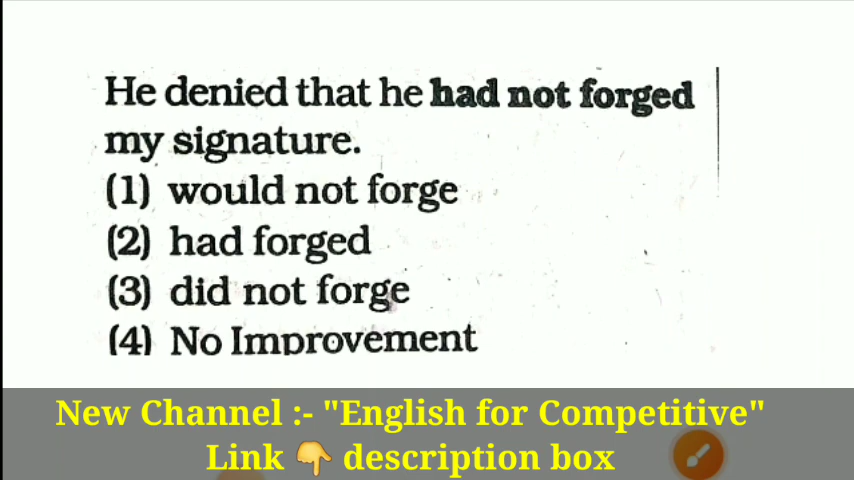 He denied that he had not forged
my signature.
(1) would not forge
(2) had forged
(3) did not forge
(4) No Improvement
New Channel :- "English for Competitive"
Link 👇 description box